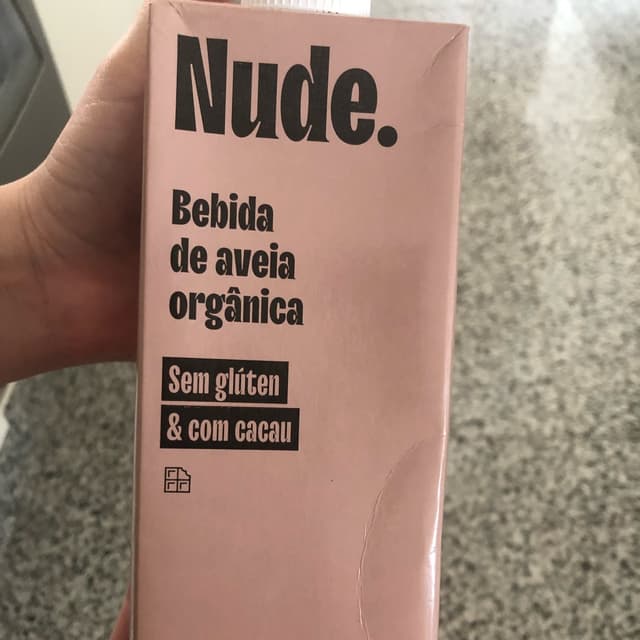 Nude.
Bebida
de aveia
orgânica
Sem glúten
& com cacau